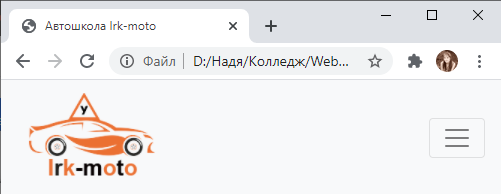 Автошкола Irk-moto
Файл D:/Надя/Колледж/Web...
У
Irk-moto